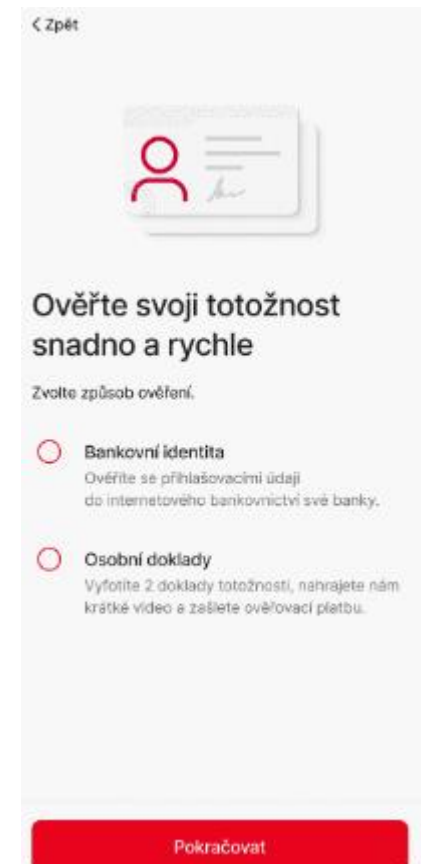 < Zpět
Ověřte svoji totožnost
snadno a rychle
Zvolte způsob ověření.
Bankovní identita
Ověříte se přihlašovacími údaji
do internetového bankovnictví své banky.
Osobní doklady
Vyfotíte 2 doklady totožnosti, nahrajete nám
krátké video a zašlete ověřovací platbu.
Pokračovat